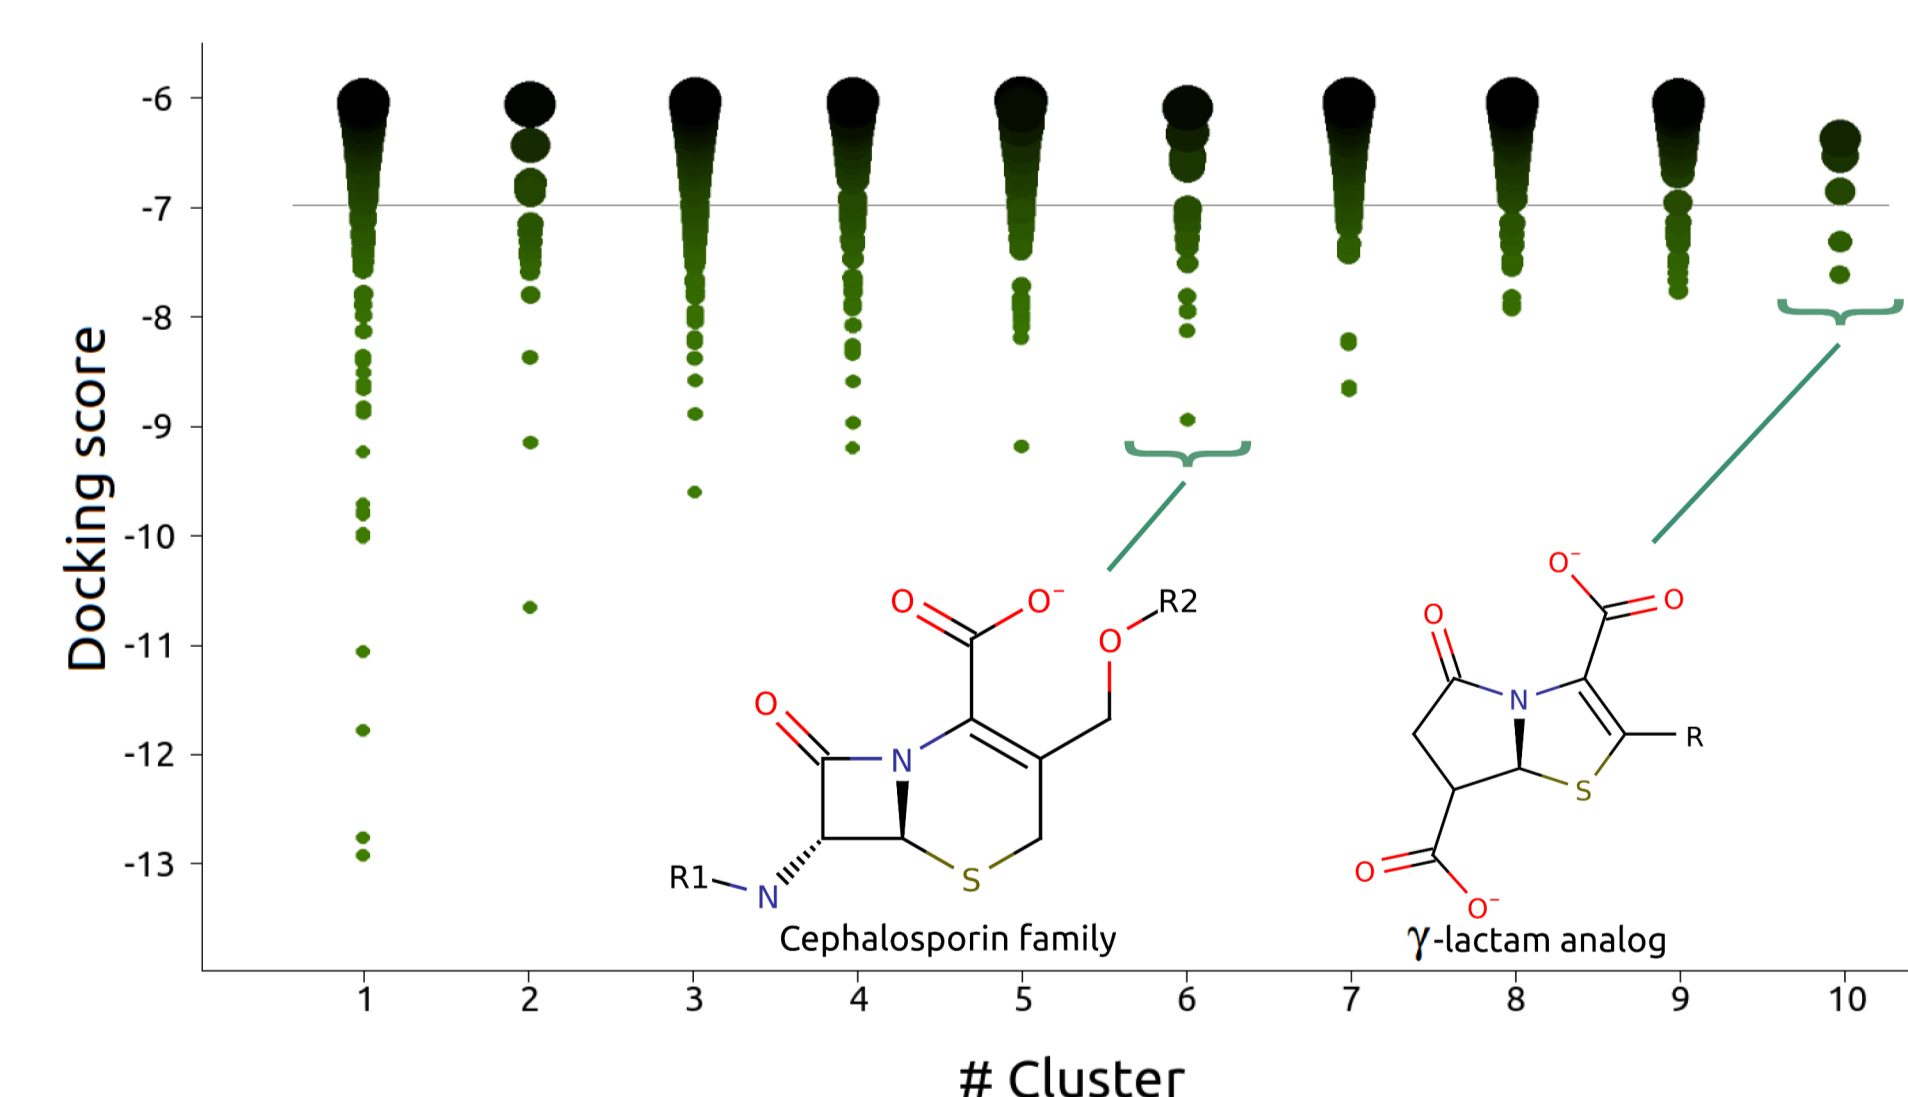 Docking score
-6
-7
-8
-9
-10
-11
-12
-13
O
O⁻
R2
O
O
N
R1
N
S
Cephalosporin family
O⁻
O
O
N
R
S
O
O⁻
γ-lactam analog
1 2 3 4 5 6 7 8 9 10
# Cluster